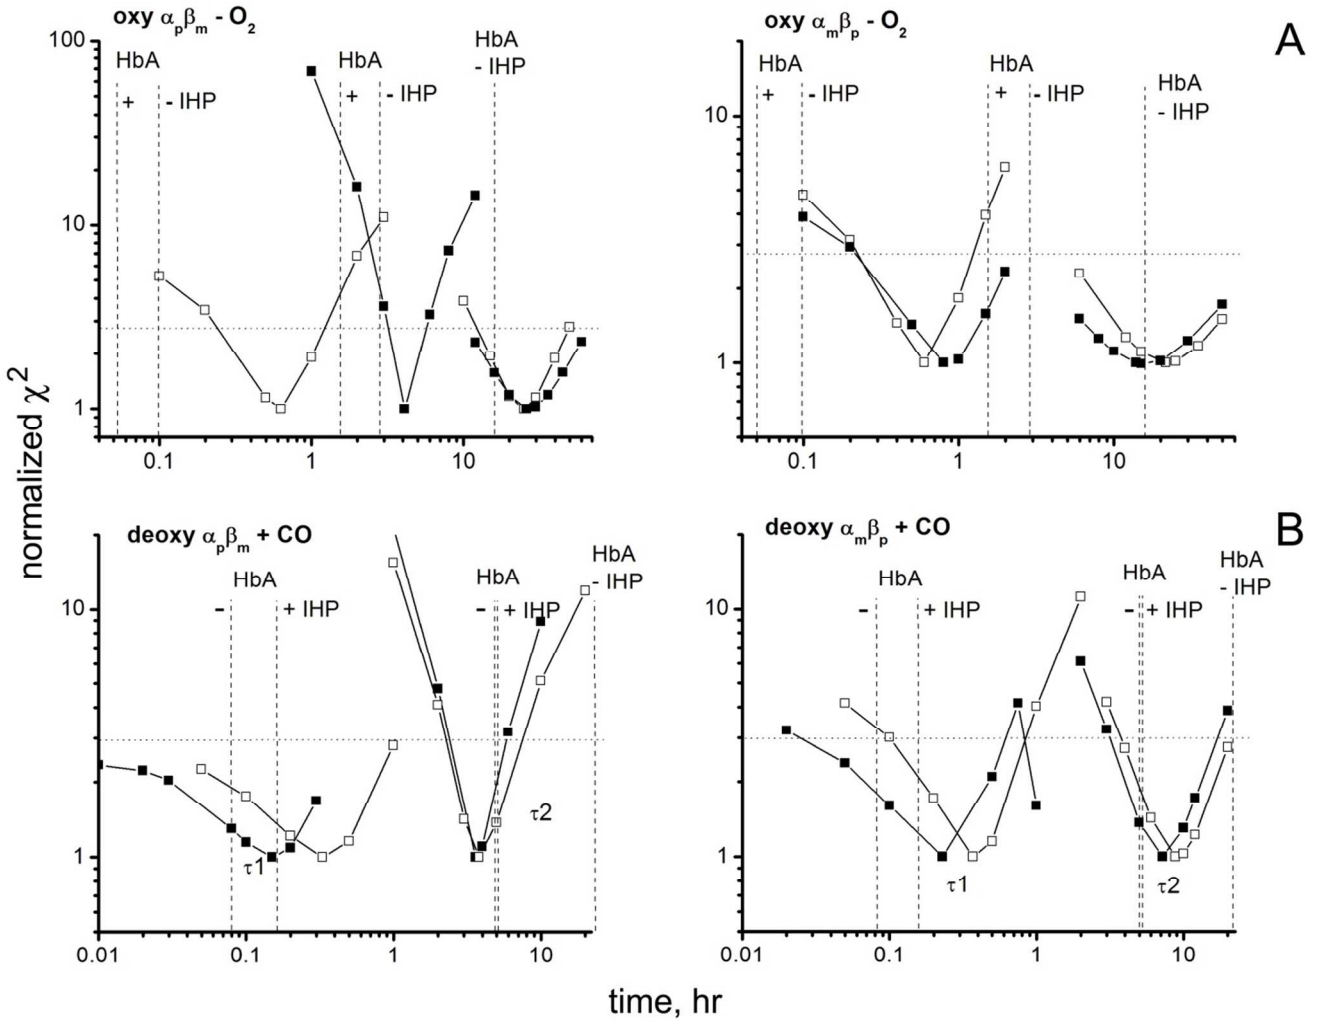 oxy αpβm - O2
HbA
+ - IHP
HbA
+ - IHP
HbA
- IHP
100
10
1
0.1 1 10
oxy αmβp - O2
A
HbA
+ - IHP
HbA
+ - IHP
HbA
- IHP
10
1
0.1 1 10
normalized χ2
deoxy αpβm + CO
HbA
- + IHP
HbA
- + IHP
HbA
- IHP
10
1
τ1
τ2
0.01 0.1 1 10
deoxy αmβp + CO
B
HbA
- + IHP
HbA
- + IHP
HbA
- IHP
10
1
τ1
τ2
0.01 0.1 1 10
time, hr